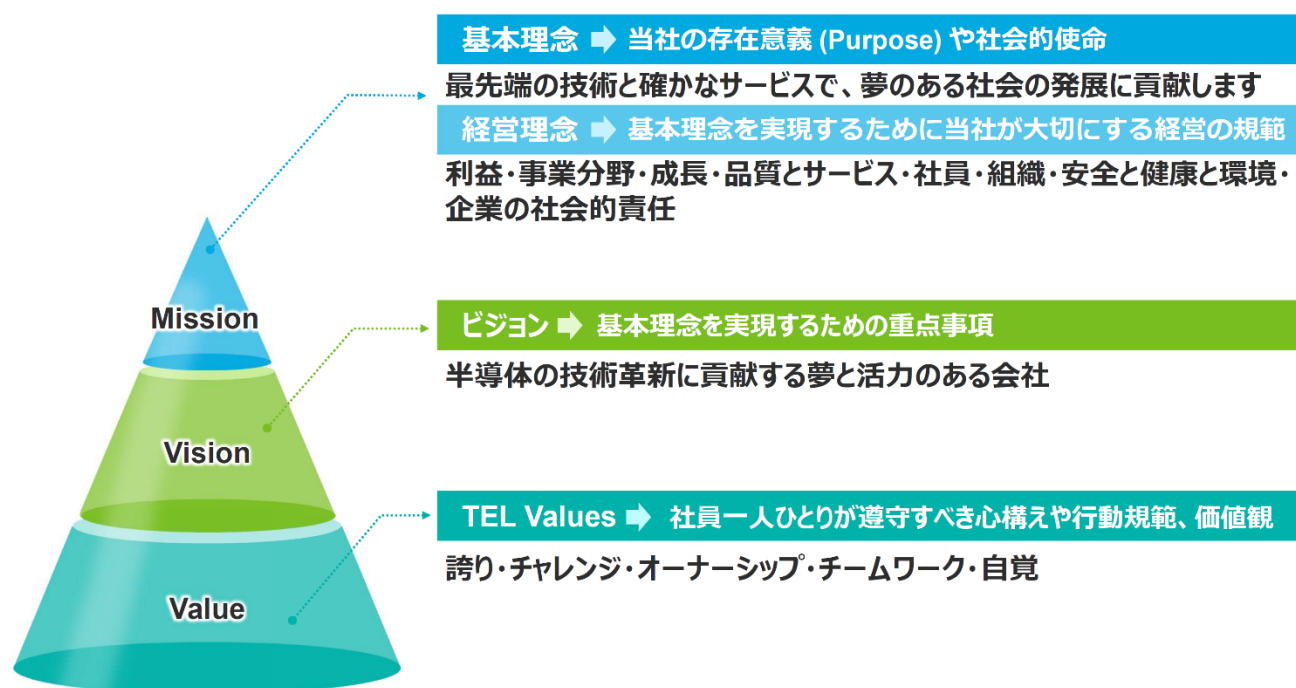 基本理念 ➡ 当社の存在意義 (Purpose) や社会的使命
最先端の技術と確かなサービスで、夢のある社会の発展に貢献します
経営理念 ➡ 基本理念を実現するために当社が大切にする経営の規範
利益・事業分野・成長・品質とサービス・社員・組織・安全と健康と環境・
企業の社会的責任
Mission
ビジョン ➡ 基本理念を実現するための重点事項
半導体の技術革新に貢献する夢と活力のある会社
Vision
TEL Values ➡ 社員一人ひとりが遵守すべき心構えや行動規範、価値観
誇り・チャレンジ・オーナーシップ・チームワーク・自覚
Value